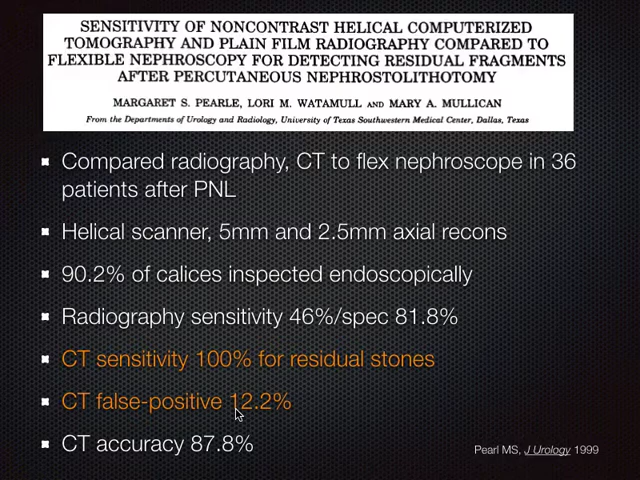 SENSITIVITY OF NONCONTRAST HELICAL COMPUTERIZED
TOMOGRAPHY AND PLAIN FILM RADIOGRAPHY COMPARED TO
FLEXIBLE NEPHROSCOPY FOR DETECTING RESIDUAL FRAGMENTS
AFTER PERCUTANEOUS NEPHROSTOLITHOTOMY
MARGARET S. PEARLE, LORI M. WATAMULL AND MARY A. MULLICAN
From the Departments of Urology and Radiology, University of Texas Southwestern Medical Center, Dallas, Texas
Compared radiography, CT to flex nephroscope in 36
patients after PNL
Helical scanner, 5mm and 2.5mm axial recons
90.2% of calices inspected endoscopically
Radiography sensitivity 46%/spec 81.8%
CT sensitivity 100% for residual stones
CT false-positive 12.2%
CT accuracy 87.8%
Pearl MS, J Urology 1999